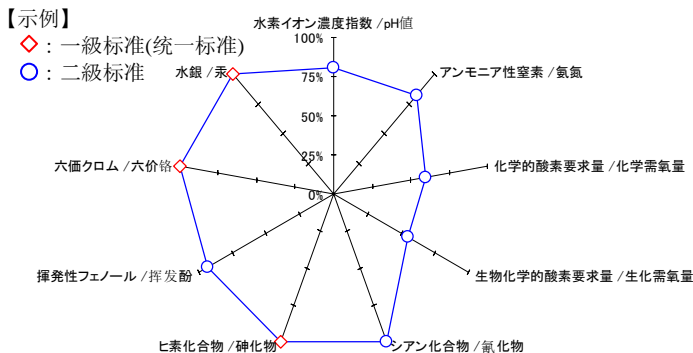 【示例】
◇：一級标准(统一标准)
○：二級标准
水素イオン濃度指数 / pH値
アンモニア性窒素 / 氨氮
化学的酸素要求量 / 化学需氧量
生物化学的酸素要求量 / 生化需氧量
シアン化合物 / 氰化物
ヒ素化合物 / 砷化物
揮発性フェノール / 挥发酚
六価クロム / 六价铬
水銀 / 汞
100%
75%
50%
25%
0%